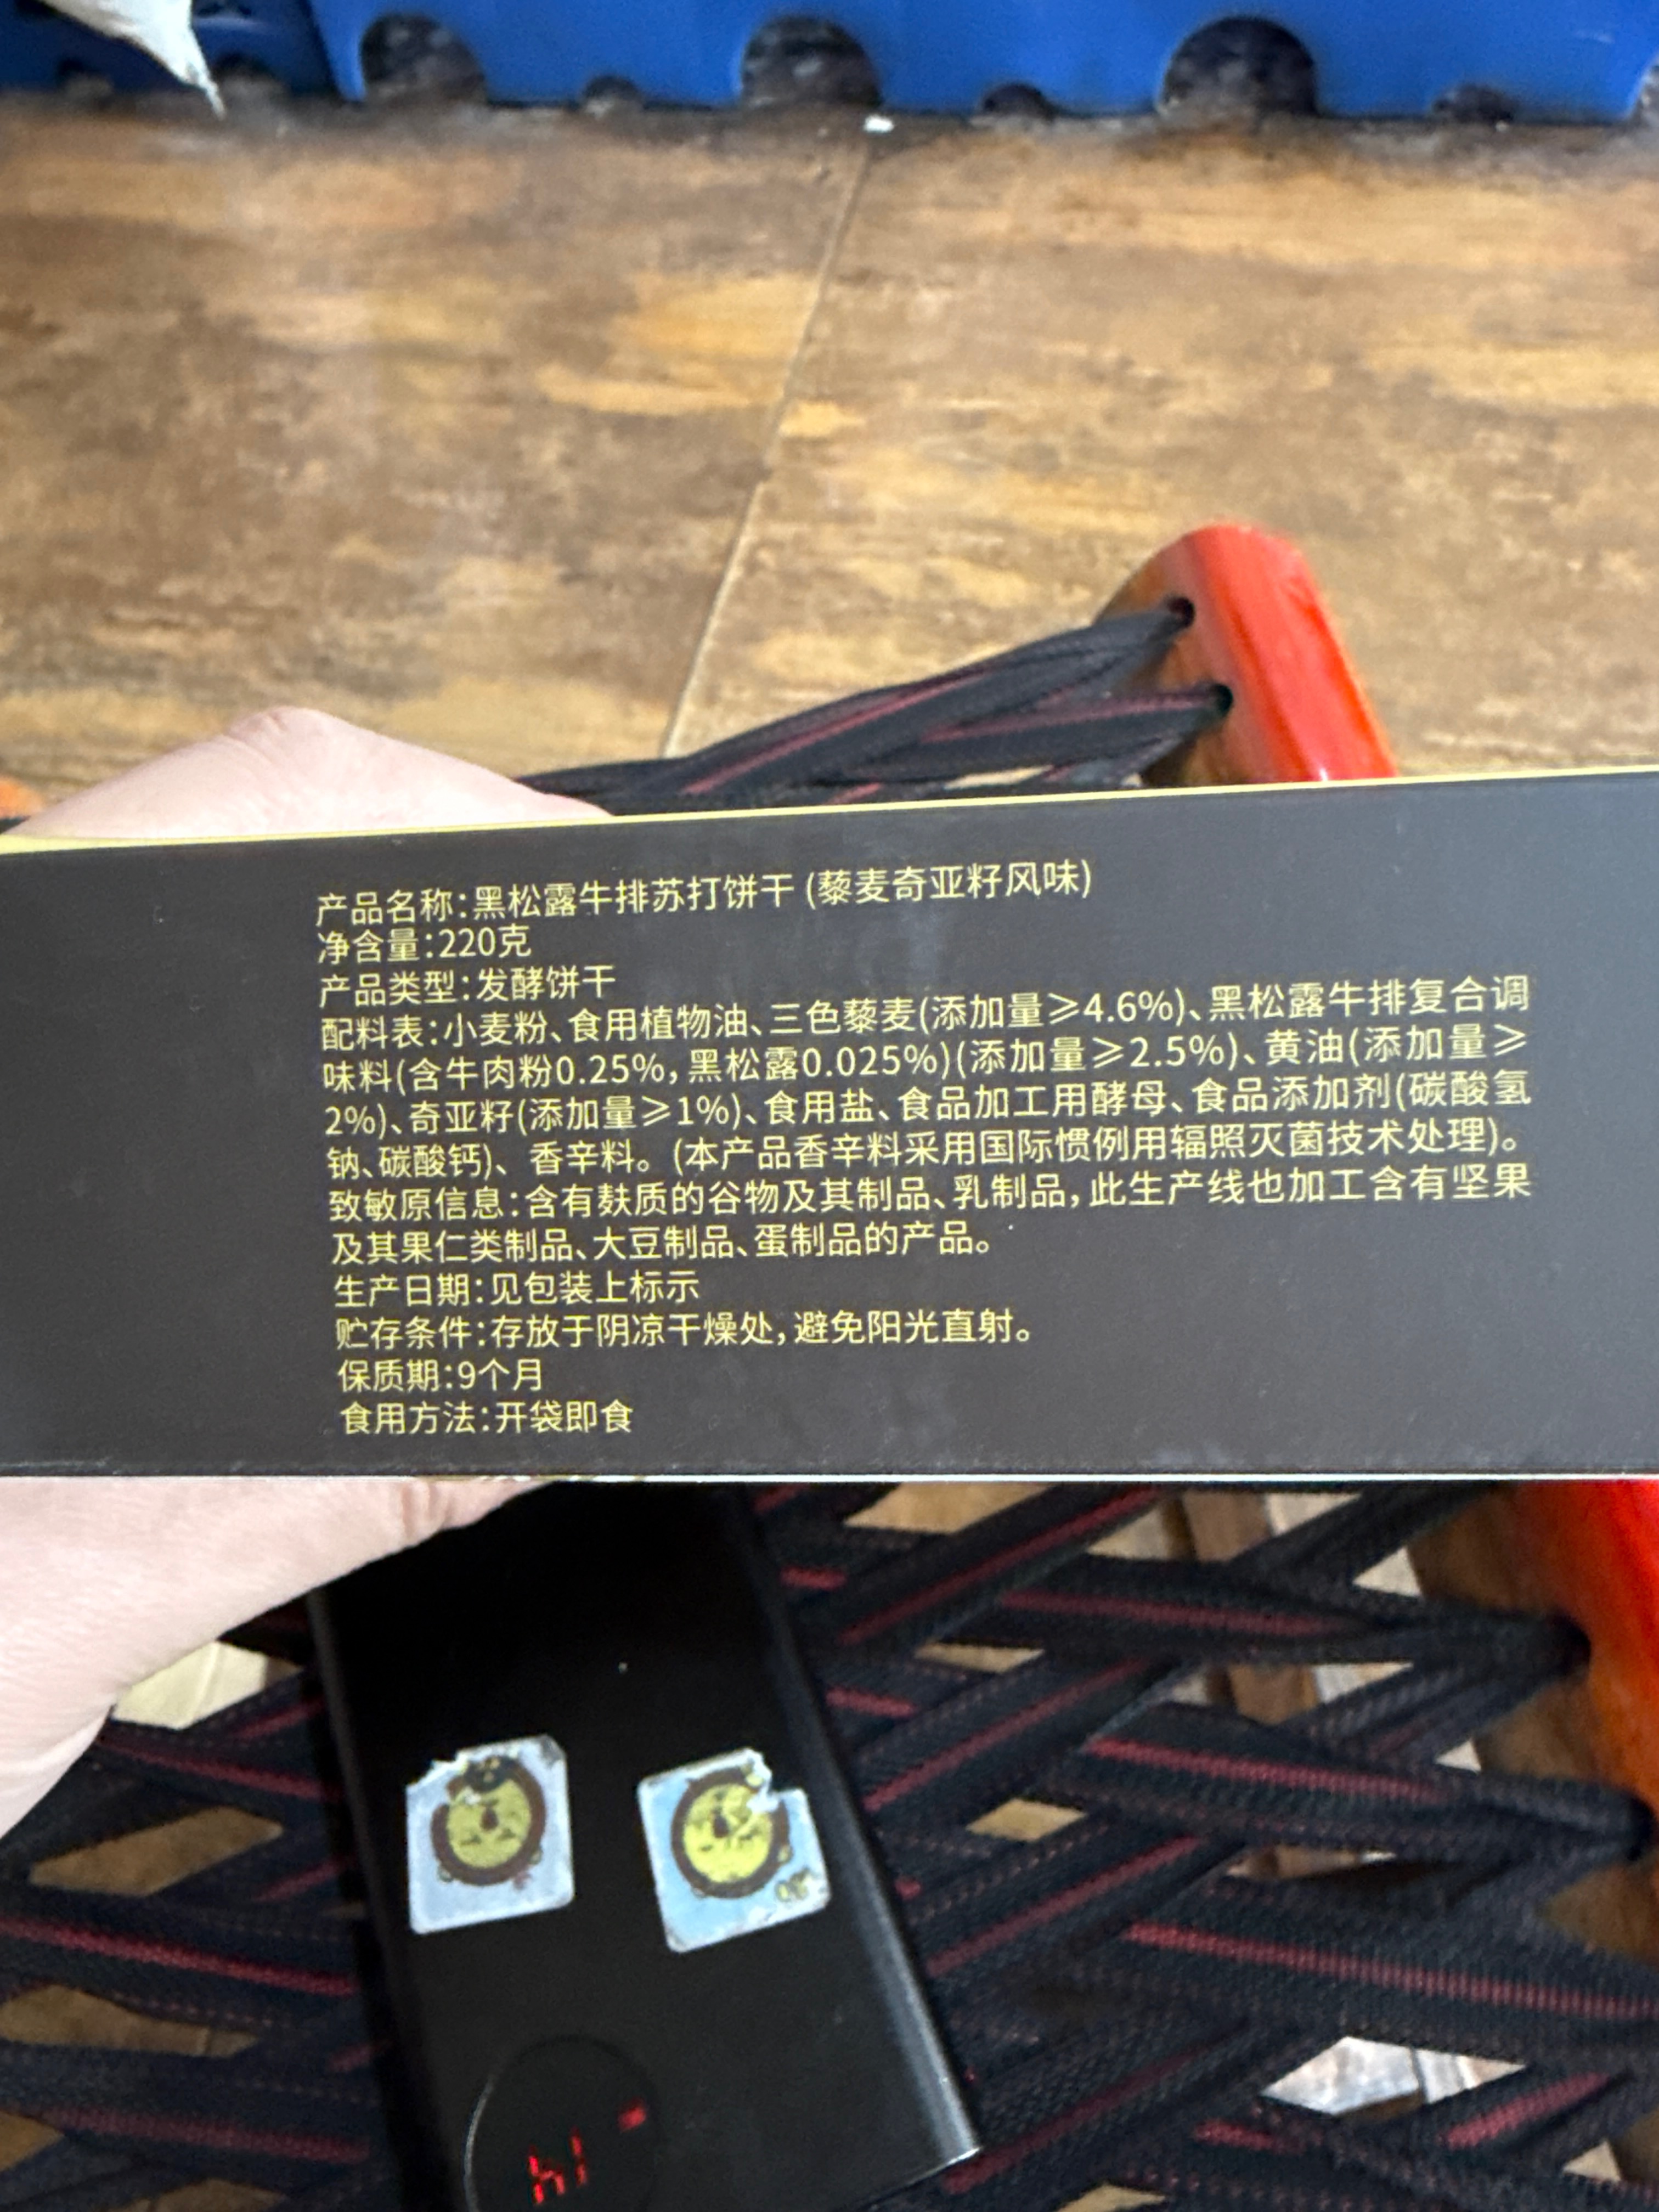 产品名称:黑松露牛排苏打饼干 (藜麦奇亚籽风味)
净含量:220克
产品类型:发酵饼干
配料表:小麦粉、食用植物油、三色藜麦(添加量≥4.6%)、黑松露牛排复合调
味料(含牛肉粉0.25%,黑松露0.025%)(添加量≥2.5%)、黄油(添加量≥
2%)、奇亚籽(添加量≥1%)、食用盐、食品加工用酵母、食品添加剂(碳酸氢
钠、碳酸钙)、香辛料。(本产品香辛料采用国际惯例用辐照灭菌技术处理)。
致敏原信息:含有麸质的谷物及其制品、乳制品,此生产线也加工含有坚果
及其果仁类制品、大豆制品、蛋制品的产品。
生产日期:见包装上标示
贮存条件:存放于阴凉干燥处,避免阳光直射。
保质期:9个月
食用方法:开袋即食